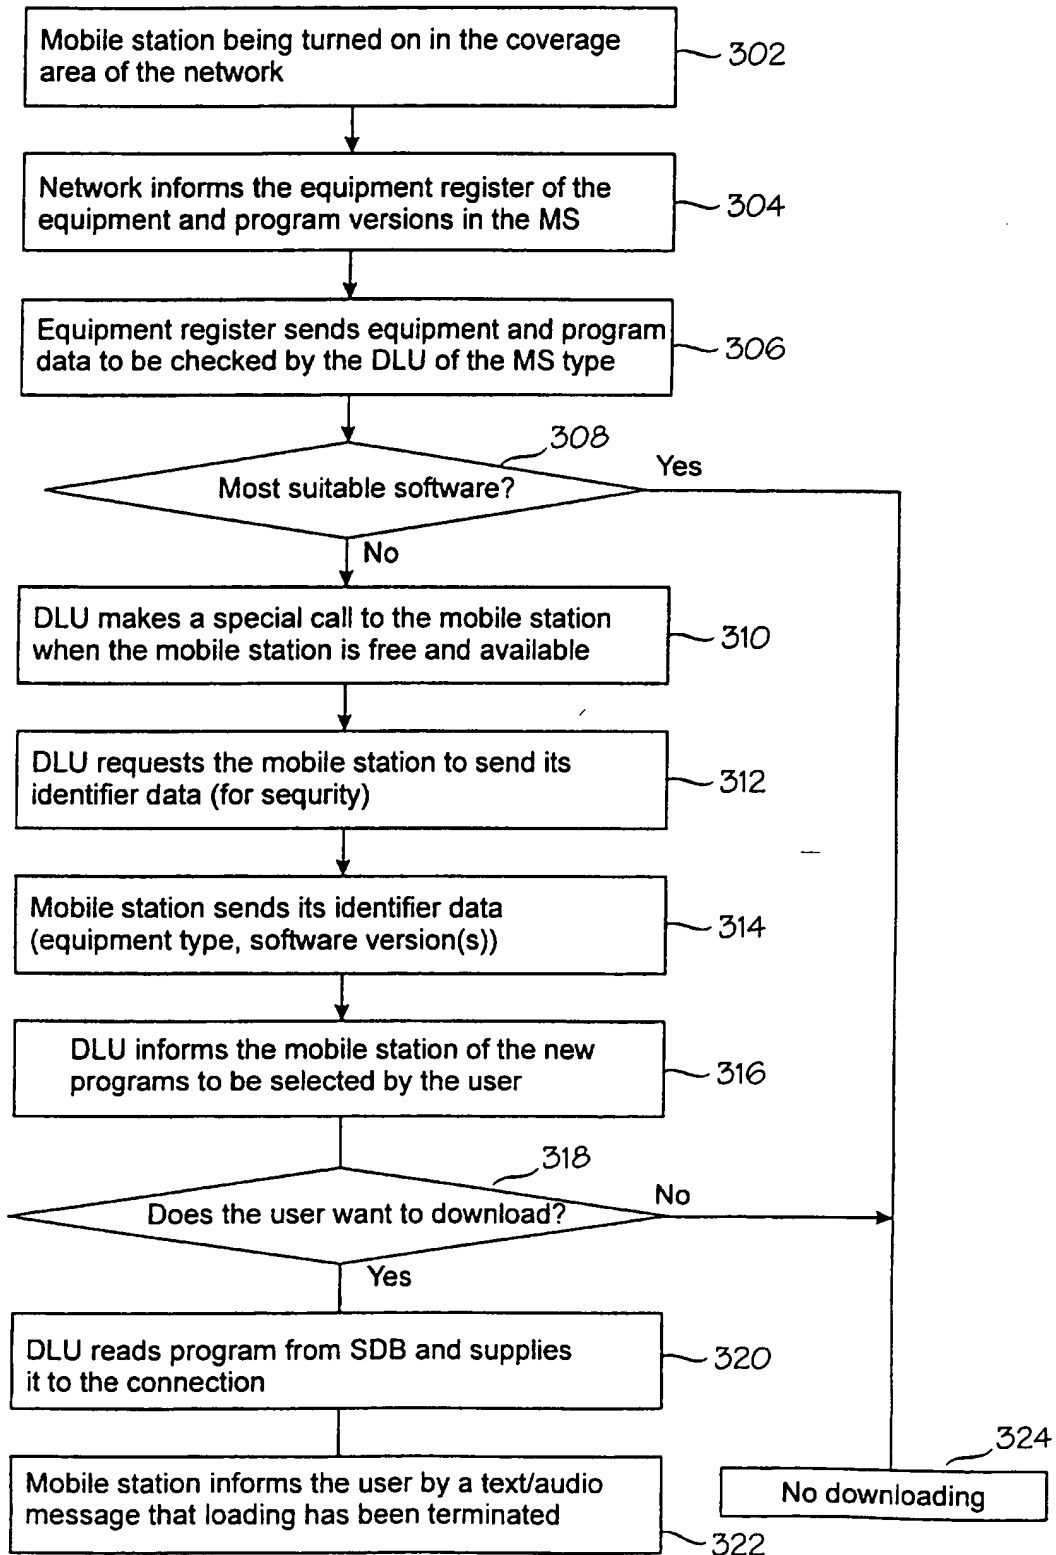 Mobile station being turned on in the coverage
area of the network
302
Network informs the equipment register of the
equipment and program versions in the MS
304
Equipment register sends equipment and program
data to be checked by the DLU of the MS type
306
308
Most suitable software?
Yes
No
DLU makes a special call to the mobile station
when the mobile station is free and available
310
DLU requests the mobile station to send its
identifier data (for sequrity)
312
Mobile station sends its identifier data
(equipment type, software version(s))
314
DLU informs the mobile station of the new
programs to be selected by the user
316
318
Does the user want to download?
No
Yes
DLU reads program from SDB and supplies
it to the connection
320
Mobile station informs the user by a text/audio
message that loading has been terminated
322
324
No downloading